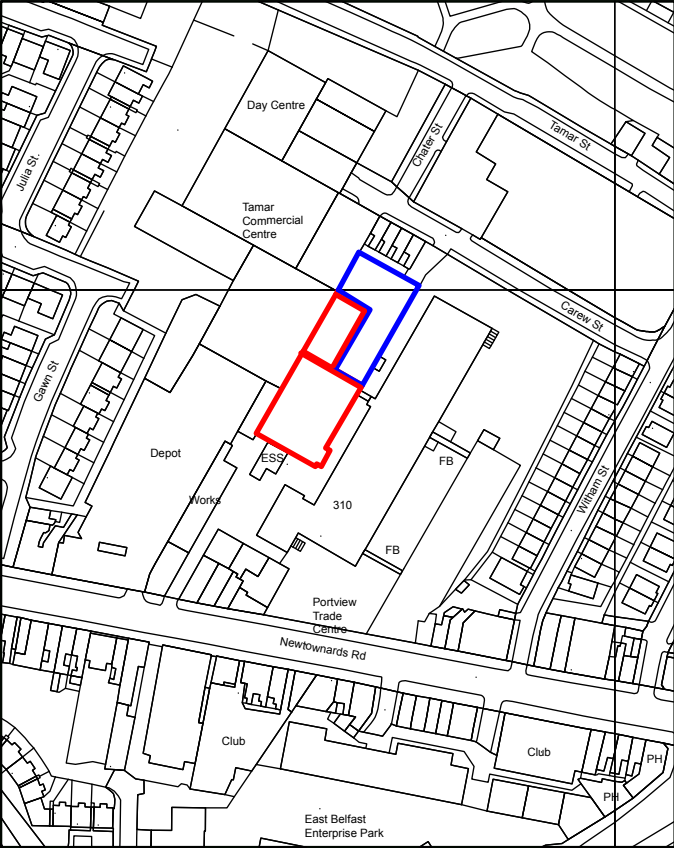 Day Centre
Chater St
Tamar St
Julia St.
Tamar
Commercial
Centre
Carew St
Gawn St
Depot
ESS
FB
Witham St
Works
310
FB
Portview
Trade
Centre
Newtownards Rd
Club
Club
PH
PH
East Belfast
Enterprise Park